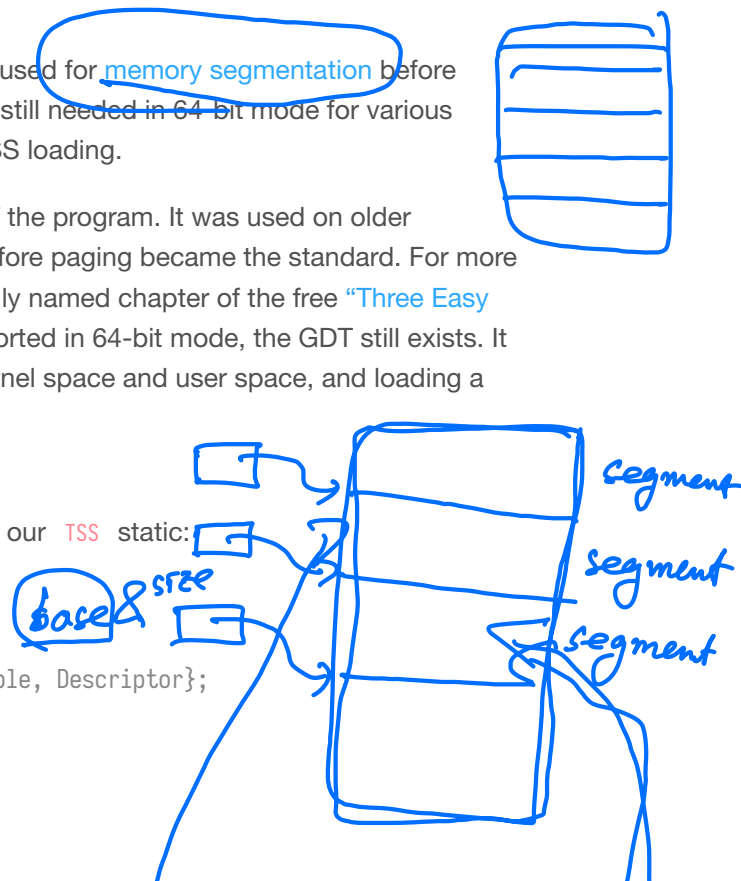 used for memory segmentation before
still needed in 64-bit mode for various
SS loading.
the program. It was used on older
fore paging became the standard. For more
ly named chapter of the free “Three Easy
orted in 64-bit mode, the GDT still exists. It
nel space and user space, and loading a
segment
our TSS static:
segment
base & size
segment
ole, Descriptor};